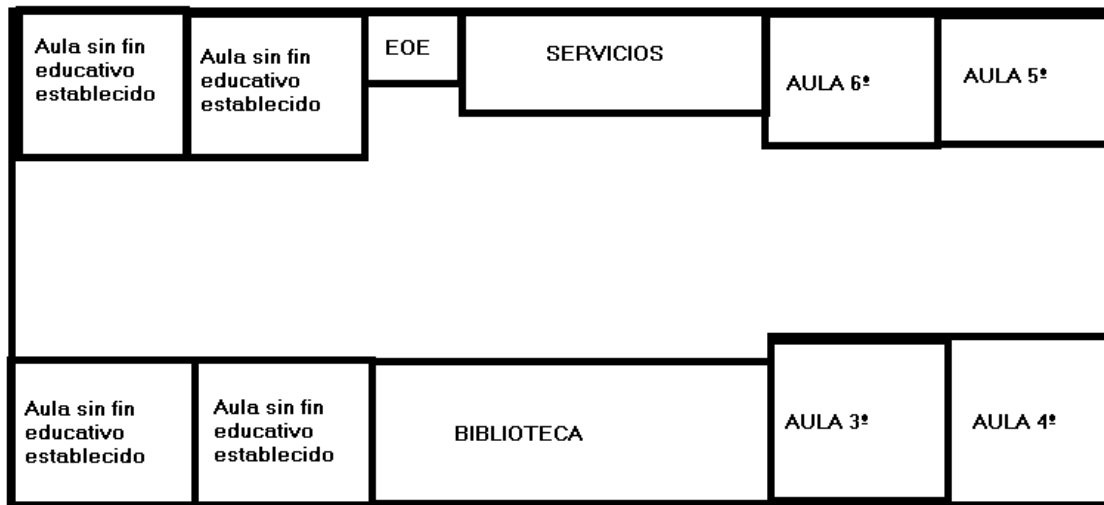 Aula sin fin
educativo
establecido
Aula sin fin
educativo
establecido
EOE
SERVICIOS
AULA 6º
AULA 5º
Aula sin fin
educativo
establecido
Aula sin fin
educativo
establecido
BIBLIOTECA
AULA 3º
AULA 4º